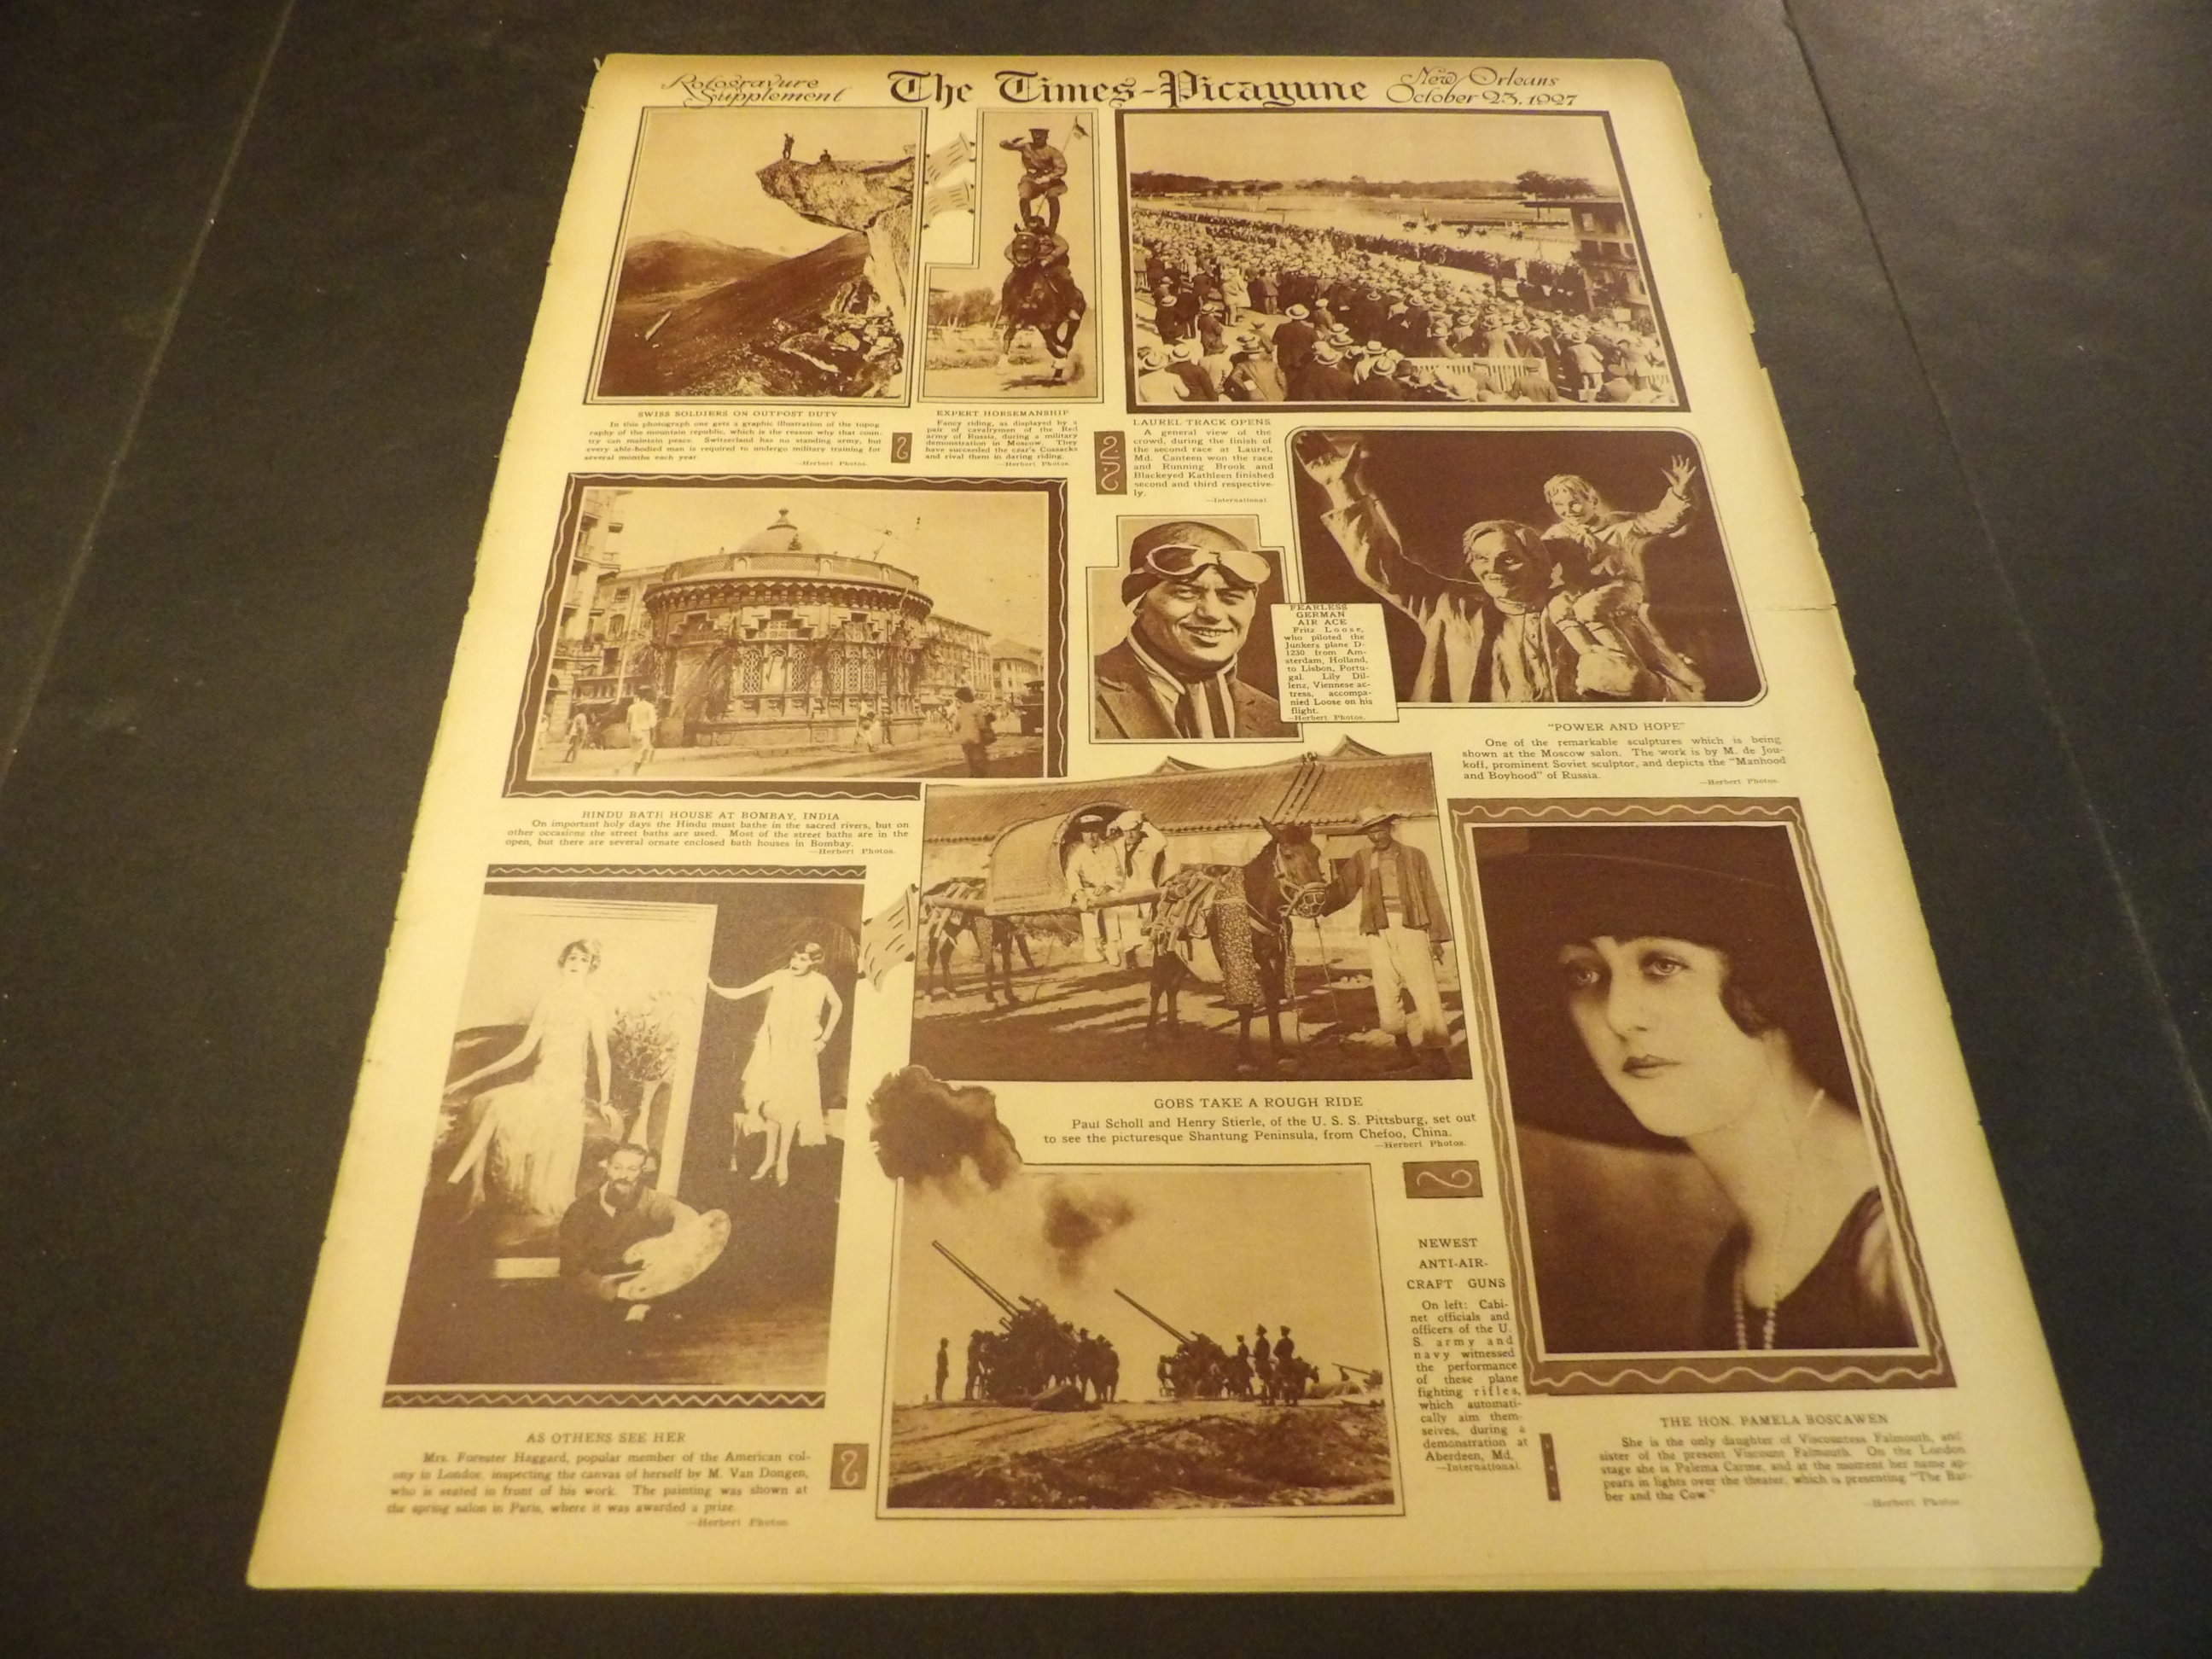 Rotogravure
Supplement
The Times-Picayune
New Orleans
October 23, 1927
SWISS SOLDIERS ON OUTPOST DUTY
In this photograph one gets a graphic illustration of the topog-
raphy of the mountain republic, which is the reason why that coun-
try can maintain peace. Switzerland has no standing army, but
every able-bodied man is required to undergo military training for
several months each year.
—Herbert Photos.
EXPERT HORSEMANSHIP
Fancy riding, as displayed by a
pair of cavalrymen of the Red
army of Russia, during a military
demonstration in Moscow. They
have succeeded the czar's Cossacks
and rival them in daring riding.
—Herbert Photos.
LAUREL TRACK OPENS
A general view of the
crowd, during the finish of
the second race at Laurel,
Md. Canteen won the race
and Running Brook and
Blackeyed Kathleen finished
second and third respective-
ly.
—International.
FEARLESS
GERMAN
AIR ACE
Fritz Loose,
who piloted the
Junkers plane D-
1230 from Am-
sterdam, Holland,
to Lisbon, Portu-
gal. Lily Dil-
lenz, Viennese ac-
tress, accompa-
nied Loose on his
flight.
—Herbert Photos.
"POWER AND HOPE"
One of the remarkable sculptures which is being
shown at the Moscow salon. The work is by M. de Jou-
koff, prominent Soviet sculptor, and depicts the "Manhood
and Boyhood" of Russia.
—Herbert Photos.
HINDU BATH HOUSE AT BOMBAY, INDIA
On important holy days the Hindu must bathe in the sacred rivers, but on
other occasions the street baths are used. Most of the street baths are in the
open, but there are several ornate enclosed bath houses in Bombay.
—Herbert Photos.
GOBS TAKE A ROUGH RIDE
Paul Scholl and Henry Stierle, of the U. S. S. Pittsburg, set out
to see the picturesque Shantung Peninsula, from Chefoo, China.
—Herbert Photos.
NEWEST
ANTI-AIR-
CRAFT GUNS
On left: Cabi-
net officials and
officers of the U.
S. army and
navy witnessed
the performance
of these plane
fighting rifles,
which automati-
cally aim them-
selves, during a
demonstration at
Aberdeen, Md.
—International.
AS OTHERS SEE HER
Mrs. Forester Haggard, popular member of the American col-
ony in London, inspecting the canvas of herself by M. Van Dongen,
who is seated in front of his work. The painting was shown at
the spring salon in Paris, where it was awarded a prize.
—Herbert Photos.
THE HON. PAMELA BOSCAWEN
She is the only daughter of Viscountess Falmouth, and
sister of the present Viscount Falmouth. On the London
stage she is Palema Carme, and at the moment her name ap-
pears in lights over the theater, which is presenting "The Bar-
ber and the Cow."
—Herbert Photos.